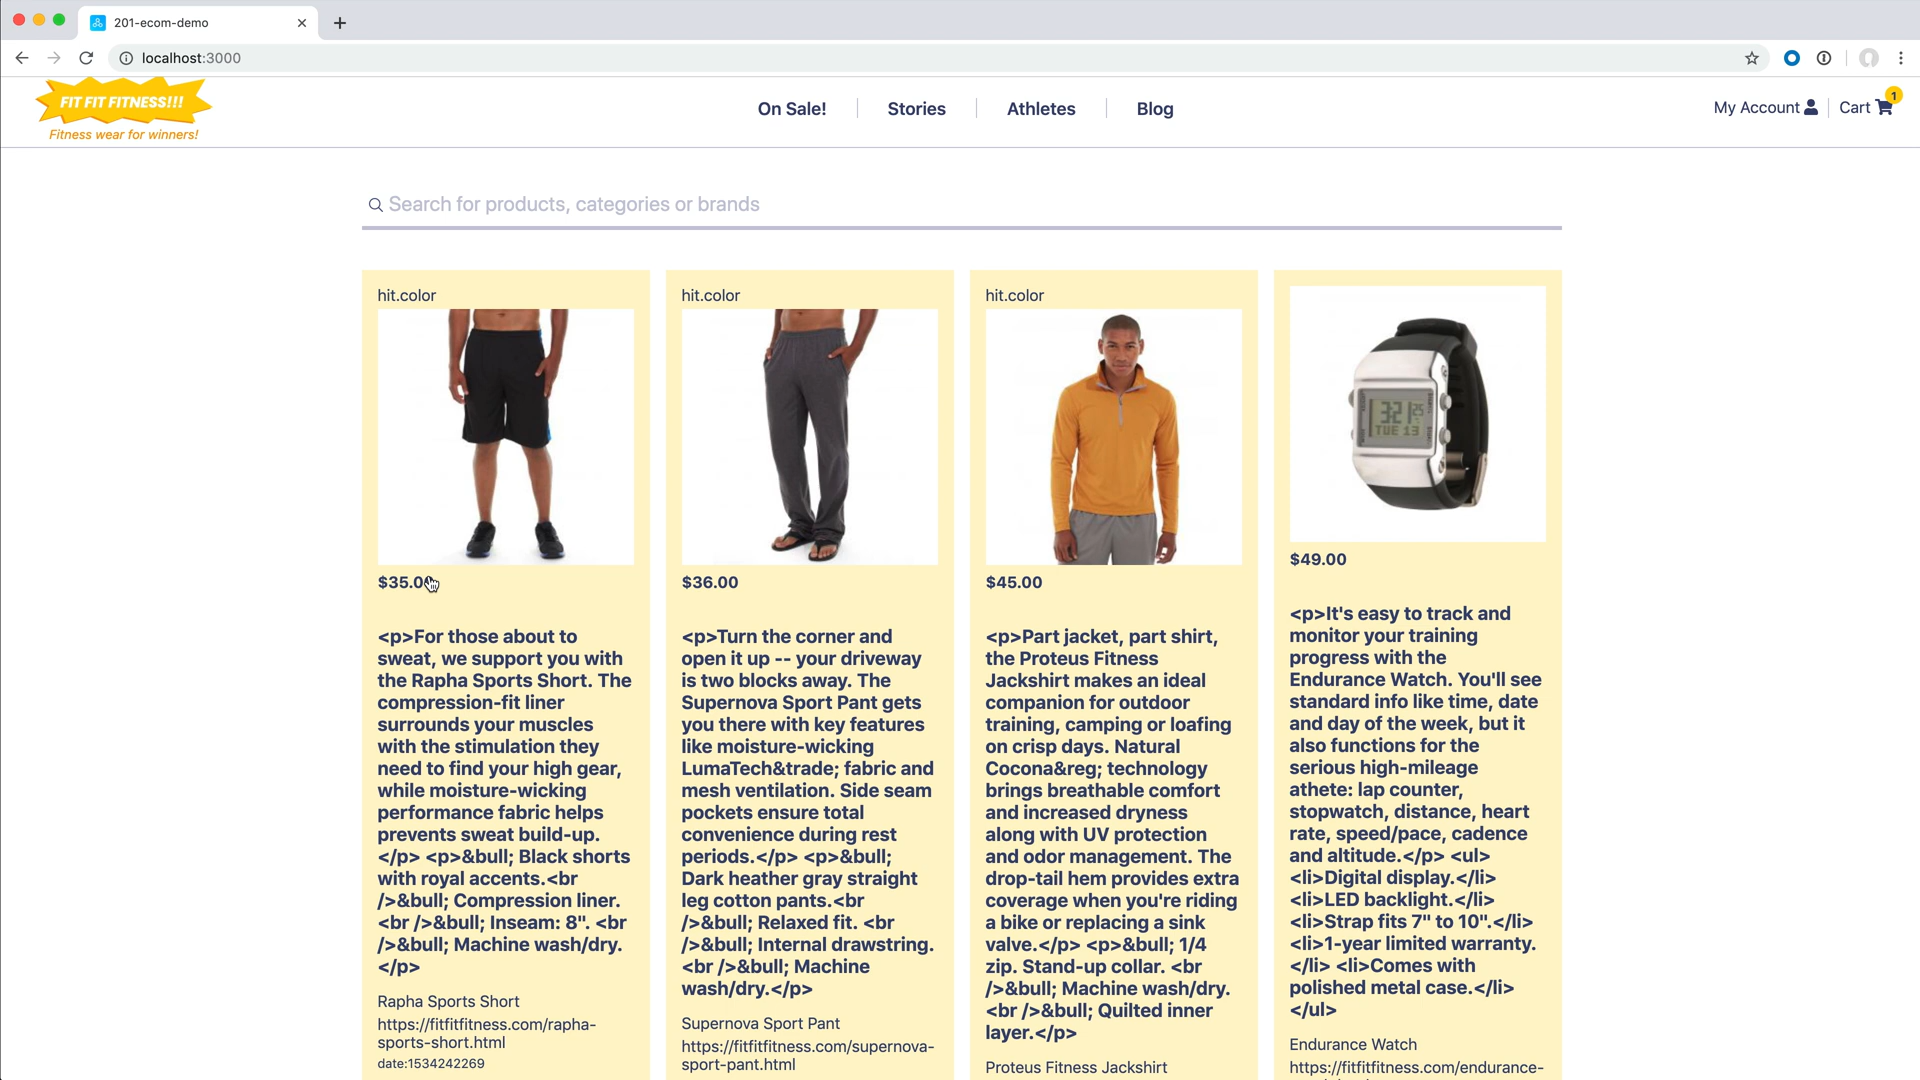 201-ecom-demo
localhost:3000
FIT FIT FITNESS!!!
Fitness wear for winners!
On Sale!
Stories
Athletes
Blog
My Account
Cart
1
Search for products, categories or brands
hit.color
$35.00
<p>For those about to
sweat, we support you with
the Rapha Sports Short. The
compression-fit liner
surrounds your muscles
with the stimulation they
need to find your high gear,
while moisture-wicking
performance fabric helps
prevents sweat build-up.
</p> <p>&bull; Black shorts
with royal accents.<br
/>&bull; Compression liner.
<br />&bull; Inseam: 8". <br
/>&bull; Machine wash/dry.
</p>
Rapha Sports Short
https://fitfitfitness.com/rapha-
sports-short.html
date:1534242269
hit.color
$36.00
<p>Turn the corner and
open it up -- your driveway
is two blocks away. The
Supernova Sport Pant gets
you there with key features
like moisture-wicking
LumaTech&trade; fabric and
mesh ventilation. Side seam
pockets ensure total
convenience during rest
periods.</p> <p>&bull;
Dark heather gray straight
leg cotton pants.<br
/>&bull; Relaxed fit. <br
/>&bull; Internal drawstring.
<br />&bull; Machine
wash/dry.</p>
Supernova Sport Pant
https://fitfitfitness.com/supernova-
sport-pant.html
hit.color
$45.00
<p>Part jacket, part shirt,
the Proteus Fitness
Jackshirt makes an ideal
companion for outdoor
training, camping or loafing
on crisp days. Natural
Cocona&reg; technology
brings breathable comfort
and increased dryness
along with UV protection
and odor management. The
drop-tail hem provides extra
coverage when you're riding
a bike or replacing a sink
valve.</p> <p>&bull; 1/4
zip. Stand-up collar. <br
/>&bull; Machine wash/dry.
<br />&bull; Quilted inner
layer.</p>
Proteus Fitness Jackshirt
3:21 25
TUE 13
$49.00
<p>It's easy to track and
monitor your training
progress with the
Endurance Watch. You'll see
standard info like time, date
and day of the week, but it
also functions for the
serious high-mileage
athete: lap counter,
stopwatch, distance, heart
rate, speed/pace, cadence
and altitude.</p> <ul>
<li>Digital display.</li>
<li>LED backlight.</li>
<li>Strap fits 7" to 10".</li>
<li>1-year limited warranty.
</li> <li>Comes with
polished metal case.</li>
</ul>
Endurance Watch
https://fitfitfitness.com/endurance-